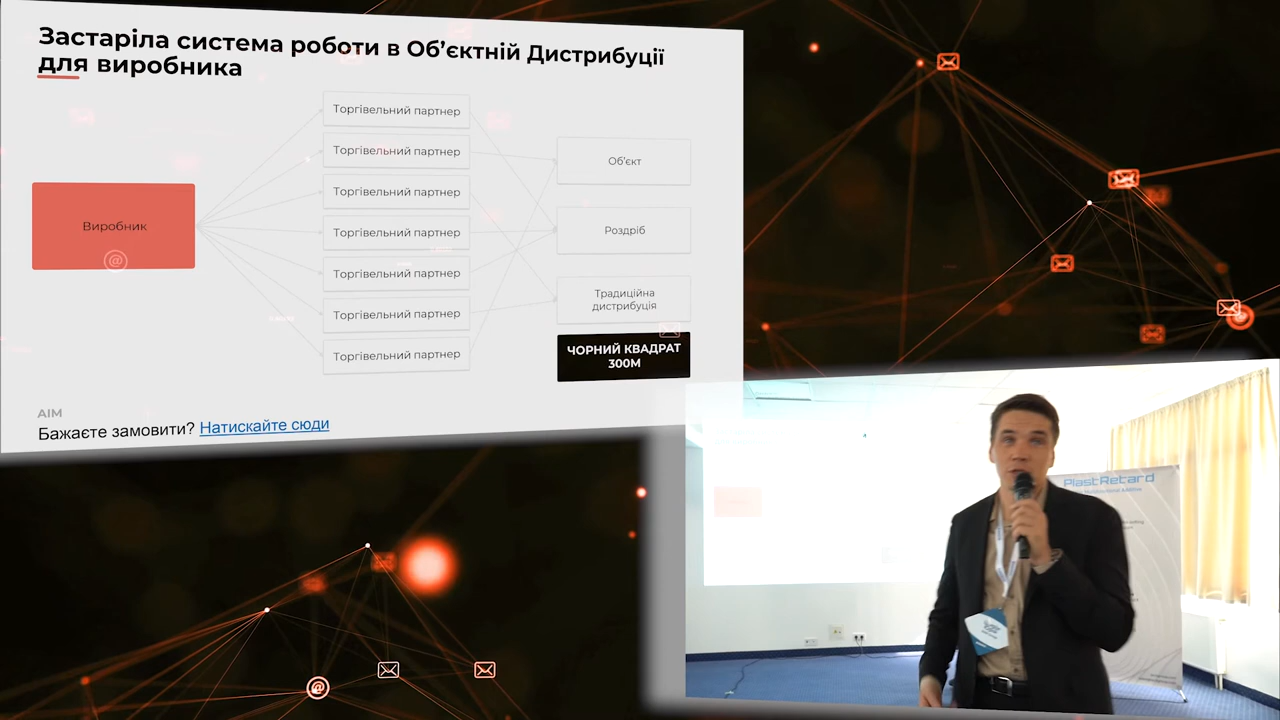 Застаріла система роботи в Об’єктній Дистрибуції
для виробника
Виробник
Торгівельний партнер
Торгівельний партнер
Торгівельний партнер
Торгівельний партнер
Торгівельний партнер
Торгівельний партнер
Торгівельний партнер
Об’єкт
Роздріб
Традиційна
дистрибуція
ЧОРНИЙ КВАДРАТ
300М
AIM
Бажаєте замовити? Натискайте сюди
PlastRetard